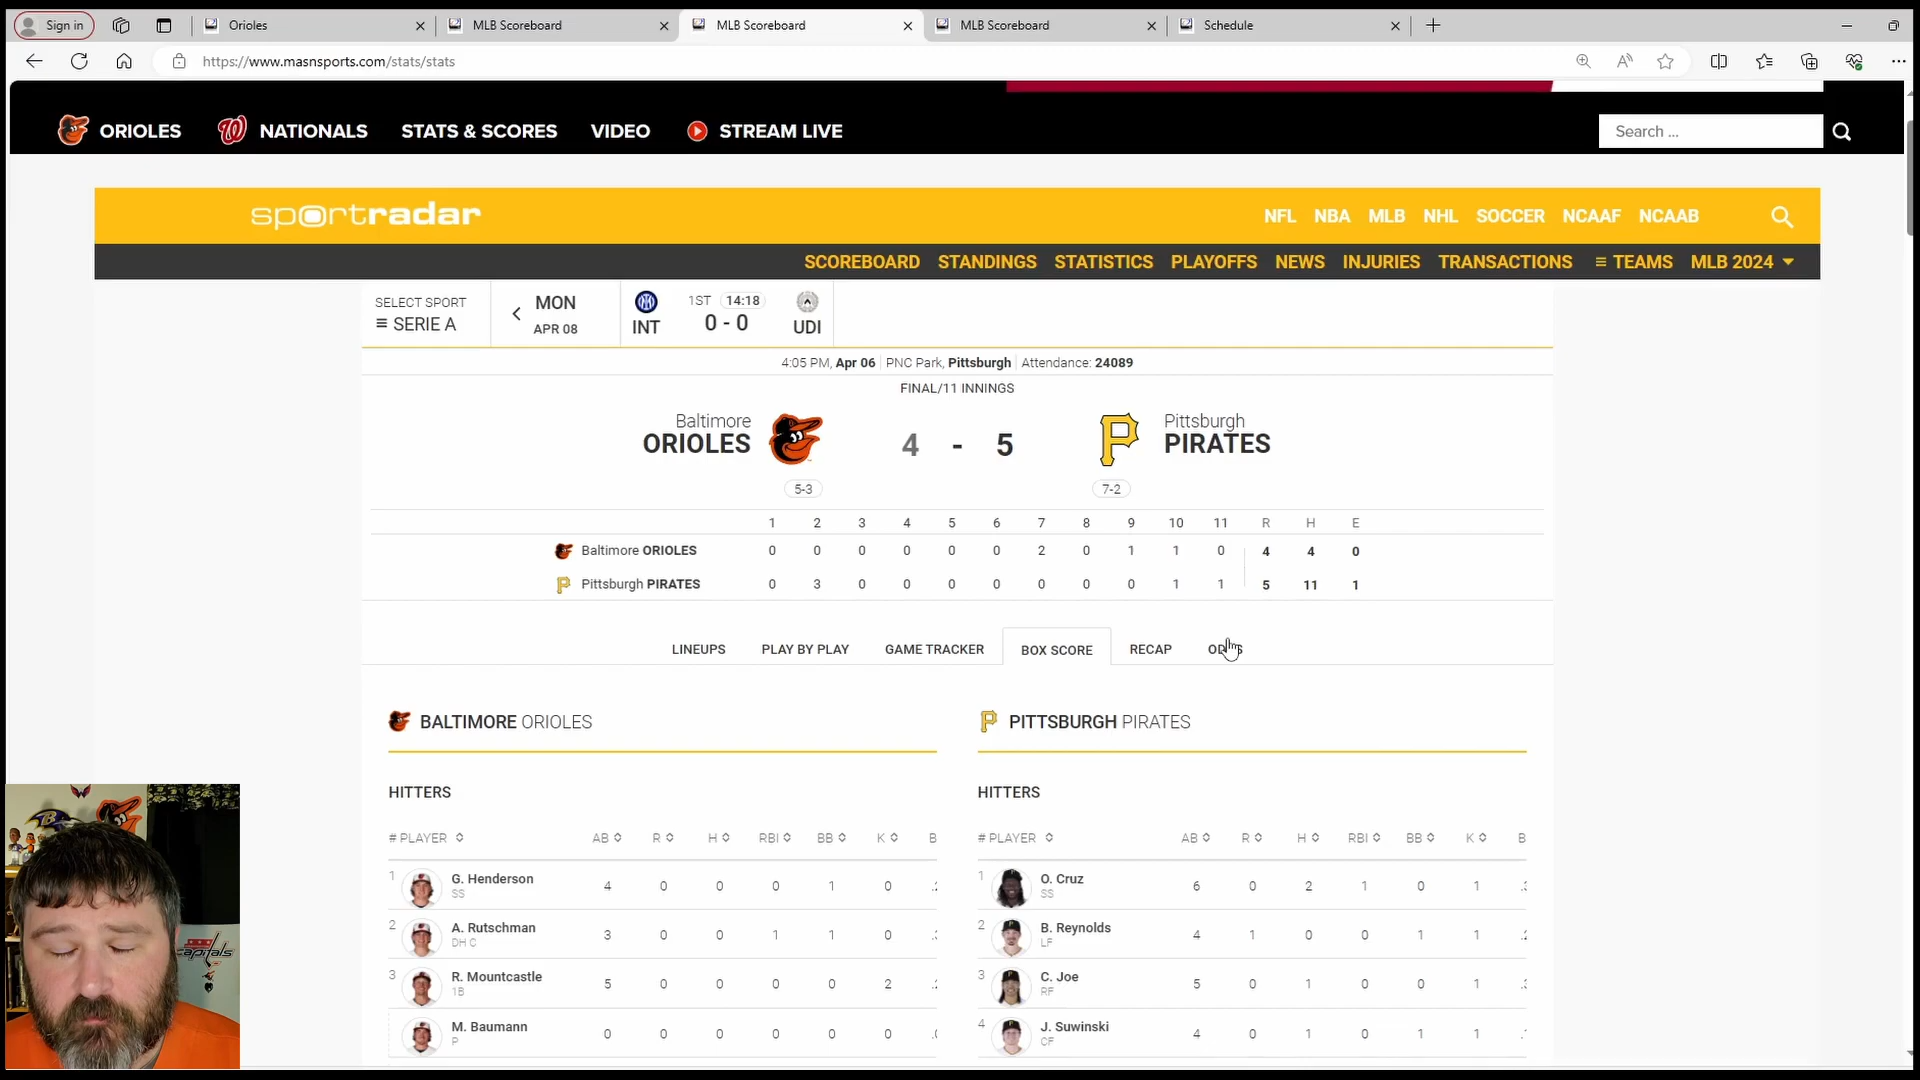 Sign in
Orioles
MLB Scoreboard
MLB Scoreboard
MLB Scoreboard
Schedule
https://www.masnsports.com/stats/stats
ORIOLES NATIONALS STATS & SCORES VIDEO STREAM LIVE
Search ...
sportradar
NFL NBA MLB NHL SOCCER NCAAF NCAAB
SCOREBOARD STANDINGS STATISTICS PLAYOFFS NEWS INJURIES TRANSACTIONS TEAMS MLB 2024
SELECT SPORT
SERIE A
MON
APR 08
INT
1ST 14:18
0 - 0
UDI
4:05 PM, Apr 06 PNC Park, Pittsburgh Attendance: 24089
FINAL/11 INNINGS
Baltimore
ORIOLES
4 - 5
Pittsburgh
PIRATES
5-3
7-2
1 2 3 4 5 6 7 8 9 10 11 R H E
Baltimore ORIOLES 0 0 0 0 0 0 2 0 1 1 0 4 4 0
Pittsburgh PIRATES 0 3 0 0 0 0 0 0 0 1 1 5 11 1
LINEUPS PLAY BY PLAY GAME TRACKER BOX SCORE RECAP
BALTIMORE ORIOLES
HITTERS
# PLAYER AB R H RBI BB K B
1 G. Henderson 4 0 0 0 1 0
SS
2 A. Rutschman 3 0 0 1 1 0
DH C
3 R. Mountcastle 5 0 0 0 0 2
1B
M. Baumann 0 0 0 0 0 0
P
PITTSBURGH PIRATES
HITTERS
# PLAYER AB R H RBI BB K B
1 O. Cruz 6 0 2 1 0 1
SS
2 B. Reynolds 4 1 0 0 1 1
LF
3 C. Joe 5 0 1 0 0 1
RF
4 J. Suwinski 4 0 1 0 1 1
CF
capitals